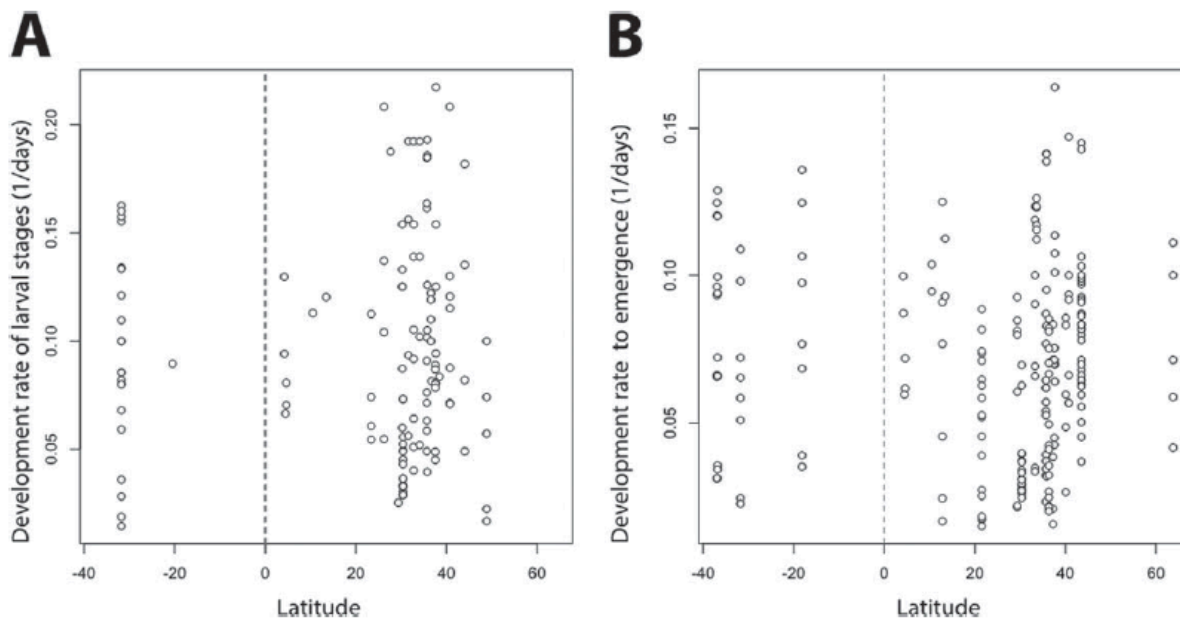 A
Development rate of larval stages (1/days)
0.20
0.15
0.10
0.05
-40 -20 0 20 40 60
Latitude
B
Development rate to emergence (1/days)
0.15
0.10
0.05
-40 -20 0 20 40 60
Latitude